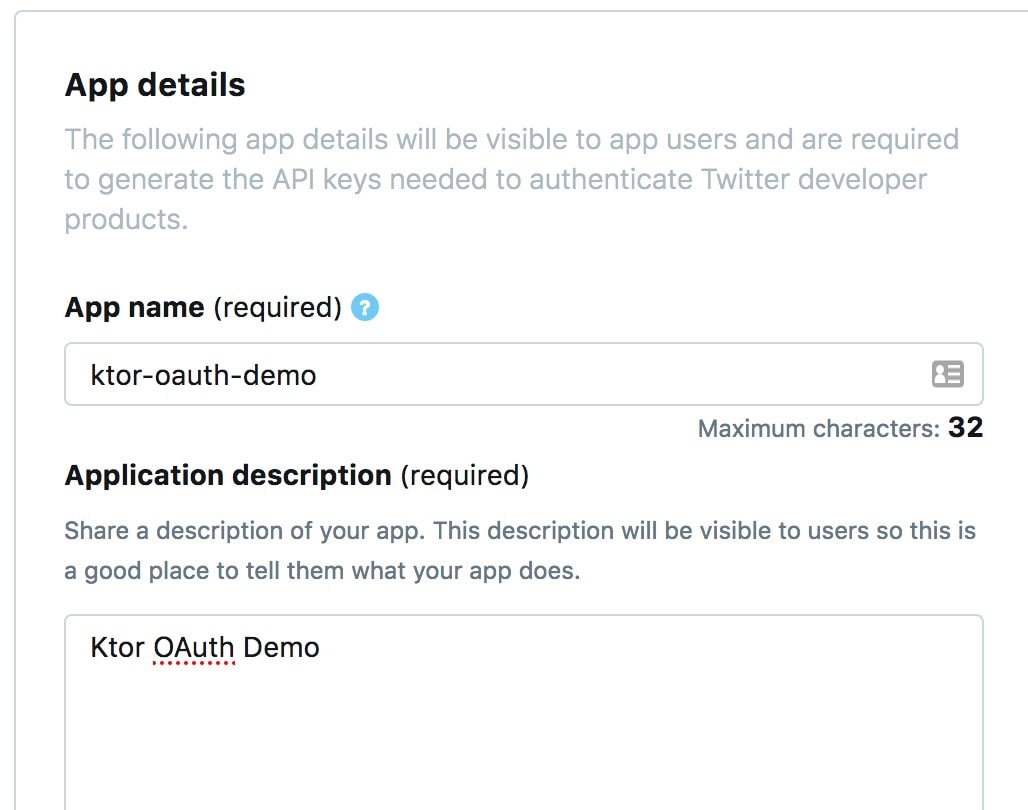 App details
The following app details will be visible to app users and are required
to generate the API keys needed to authenticate Twitter developer
products.
App name (required) ?
ktor-oauth-demo
Maximum characters: 32
Application description (required)
Share a description of your app. This description will be visible to users so this is
a good place to tell them what your app does.
Ktor OAuth Demo